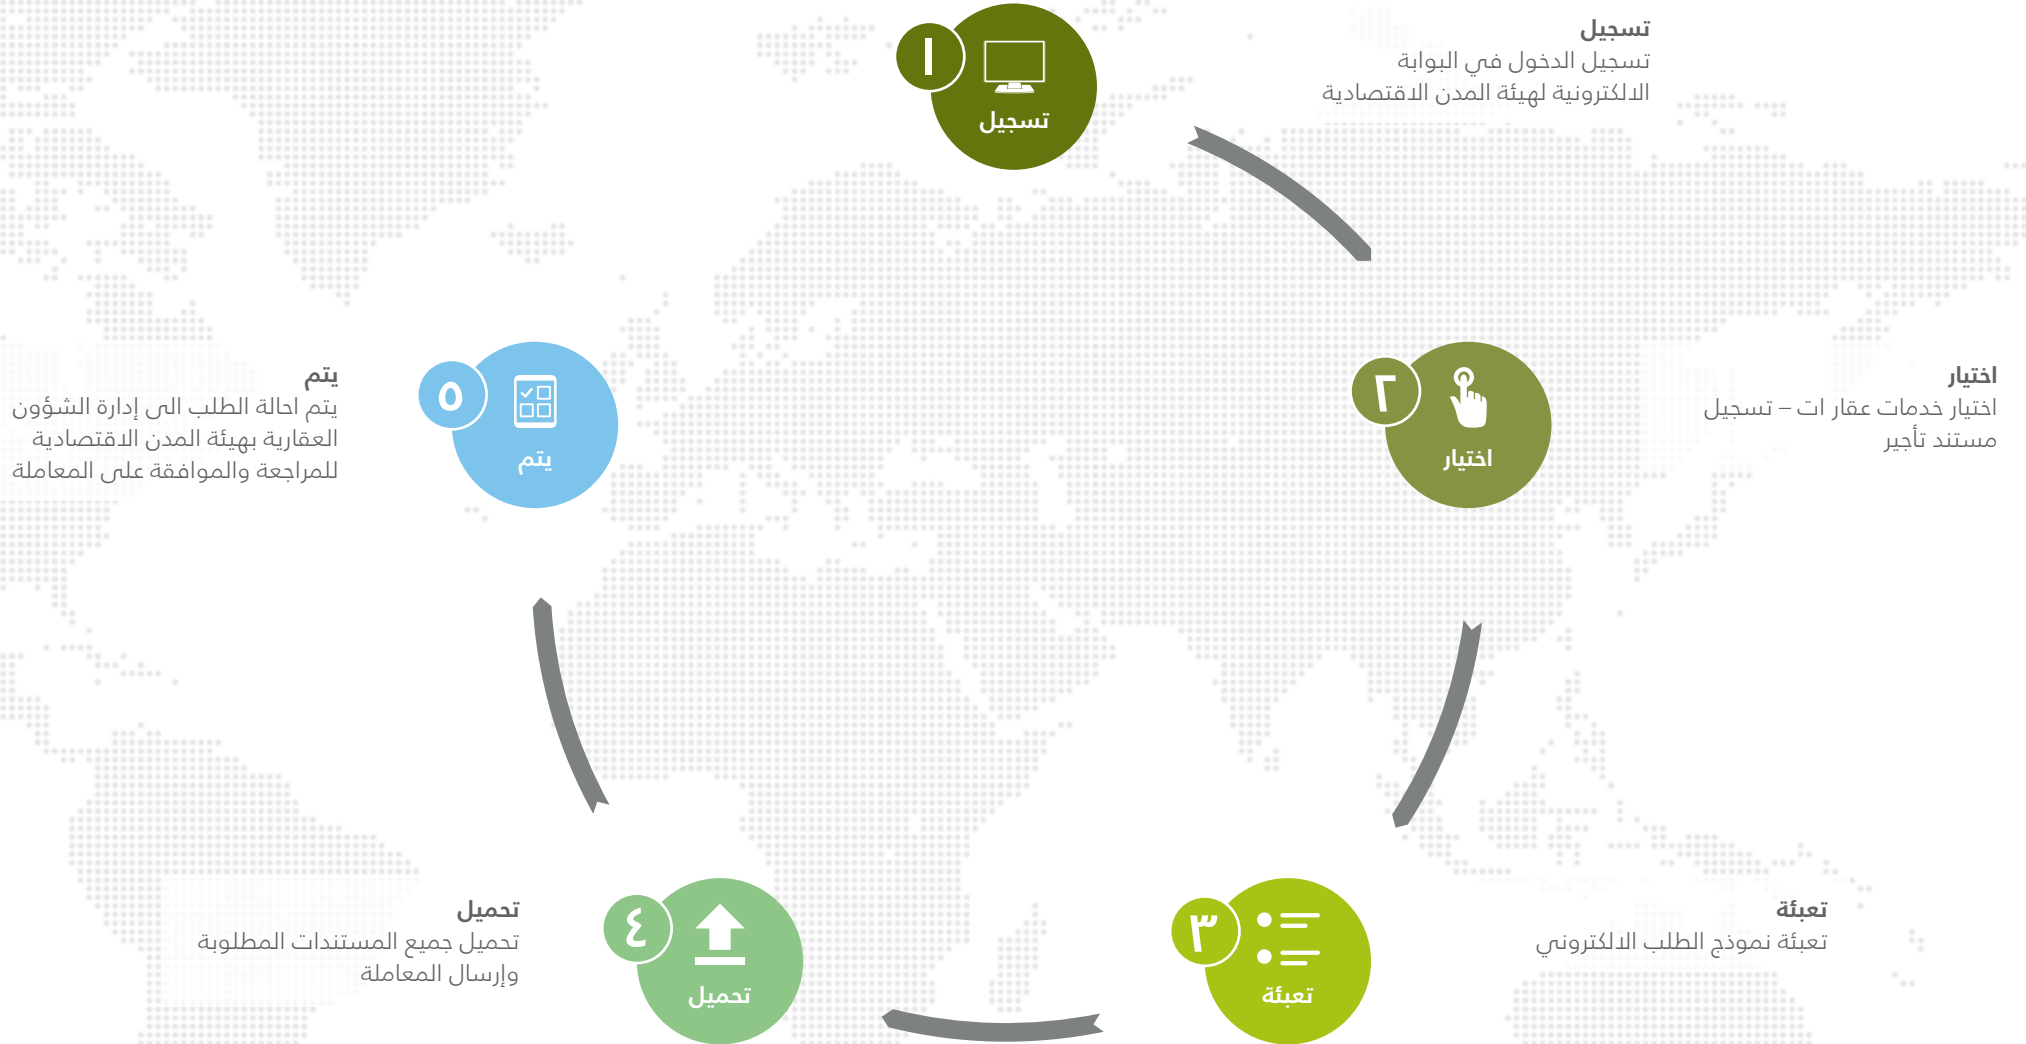 ١
تسجيل
تسجيل
تسجيل الدخول في البوابة
الالكترونية لهيئة المدن الاقتصادية
٢
اختيار
اختيار
اختيار خدمات عقار ات – تسجيل
مستند تأجير
٣
تعبئة
تعبئة
تعبئة نموذج الطلب الالكتروني
٤
تحميل
تحميل
تحميل جميع المستندات المطلوبة
وإرسال المعاملة
٥
يتم
يتم
يتم احالة الطلب الى إدارة الشؤون
العقارية بهيئة المدن الاقتصادية
للمراجعة والموافقة على المعاملة